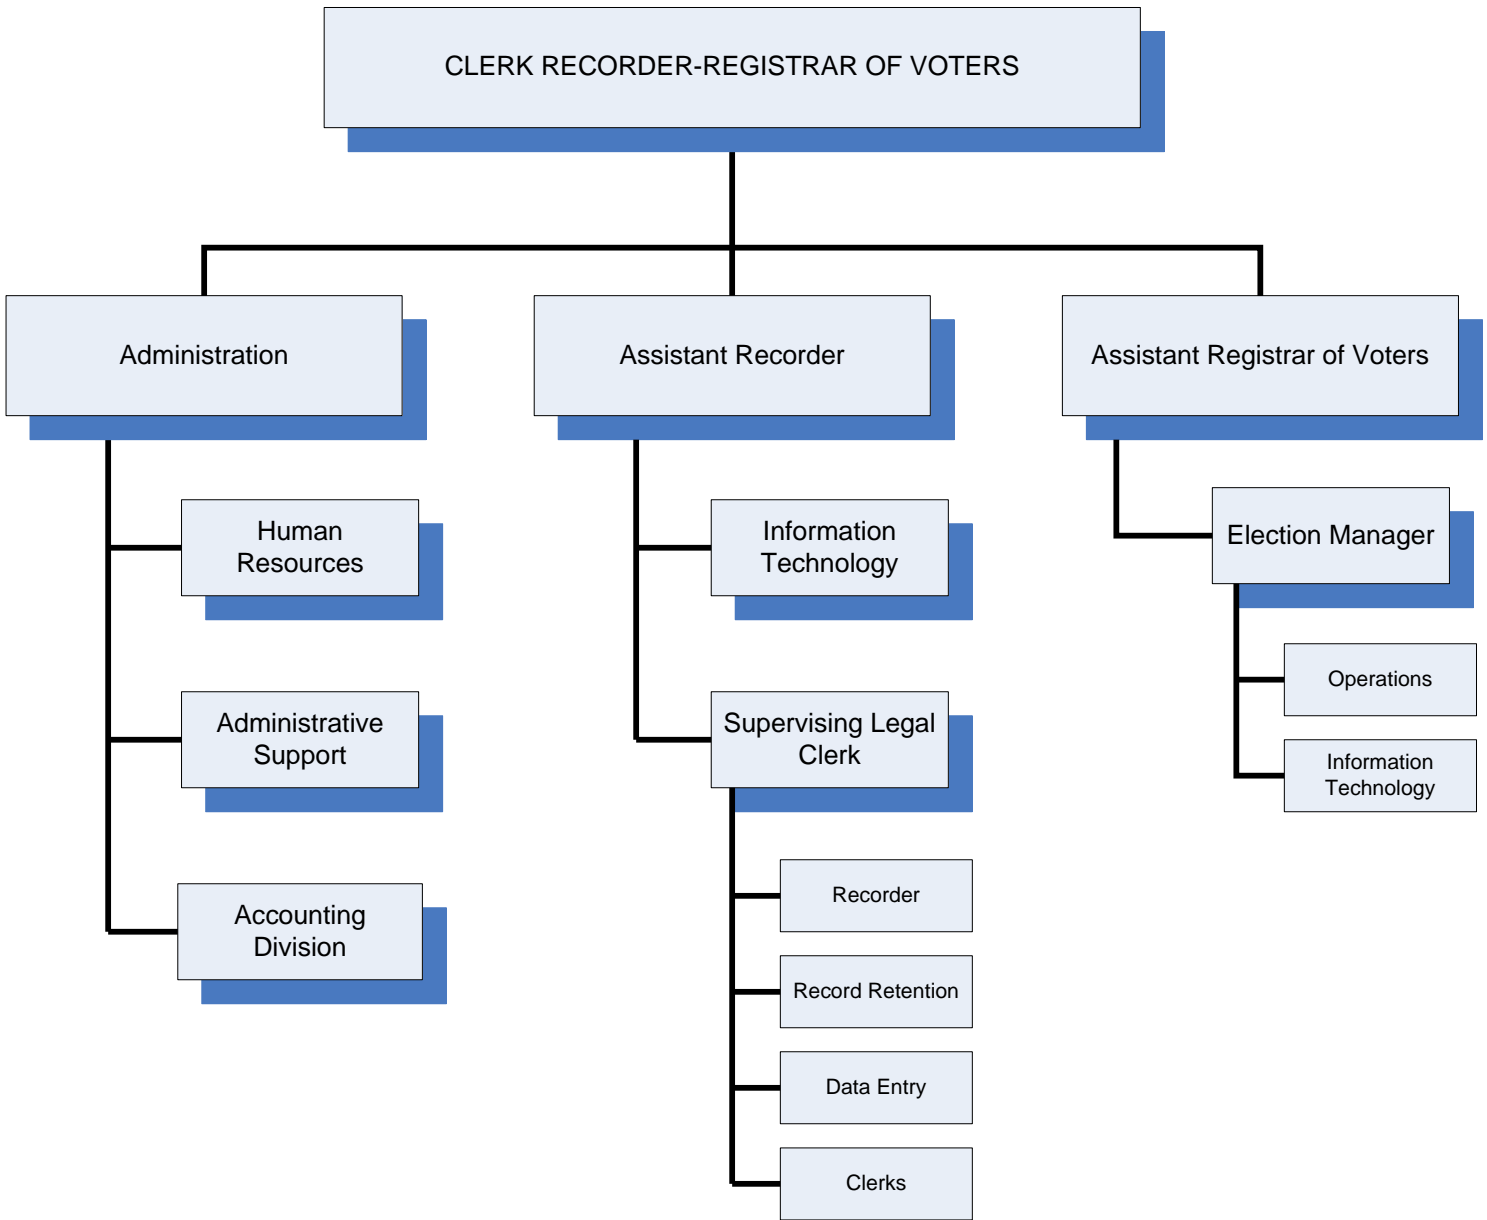 CLERK RECORDER-REGISTRAR OF VOTERS
Administration
Assistant Recorder
Assistant Registrar of Voters
Human
Resources
Administrative
Support
Accounting
Division
Information
Technology
Supervising Legal
Clerk
Recorder
Record Retention
Data Entry
Clerks
Election Manager
Operations
Information
Technology